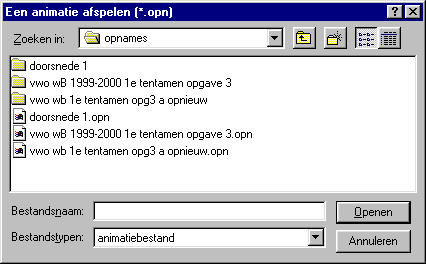 Een animatie afspelen (*.opn)
Zoeken in: opnames
doorsnede 1
vwo wB 1999-2000 1e tentamen opgave 3
vwo wb 1e tentamen opg3 a opnieuw
doorsnede 1.opn
vwo wB 1999-2000 1e tentamen opgave 3.opn
vwo wb 1e tentamen opg3 a opnieuw.opn
Bestandsnaam: Openen
Bestandstypen: animatiebestand Annuleren